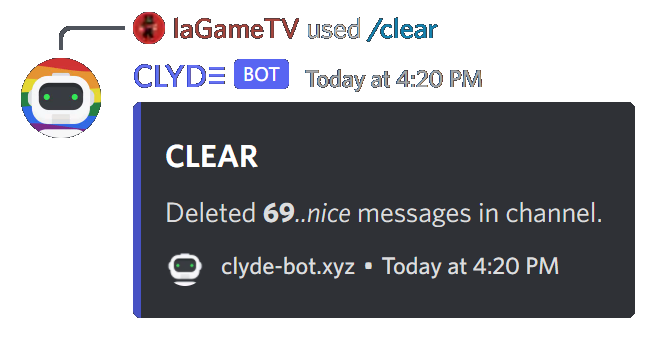 laGameTV used /clear
CLYD☰ BOT Today at 4:20 PM
CLEAR
Deleted 69..nice messages in channel.
clyde-bot.xyz • Today at 4:20 PM